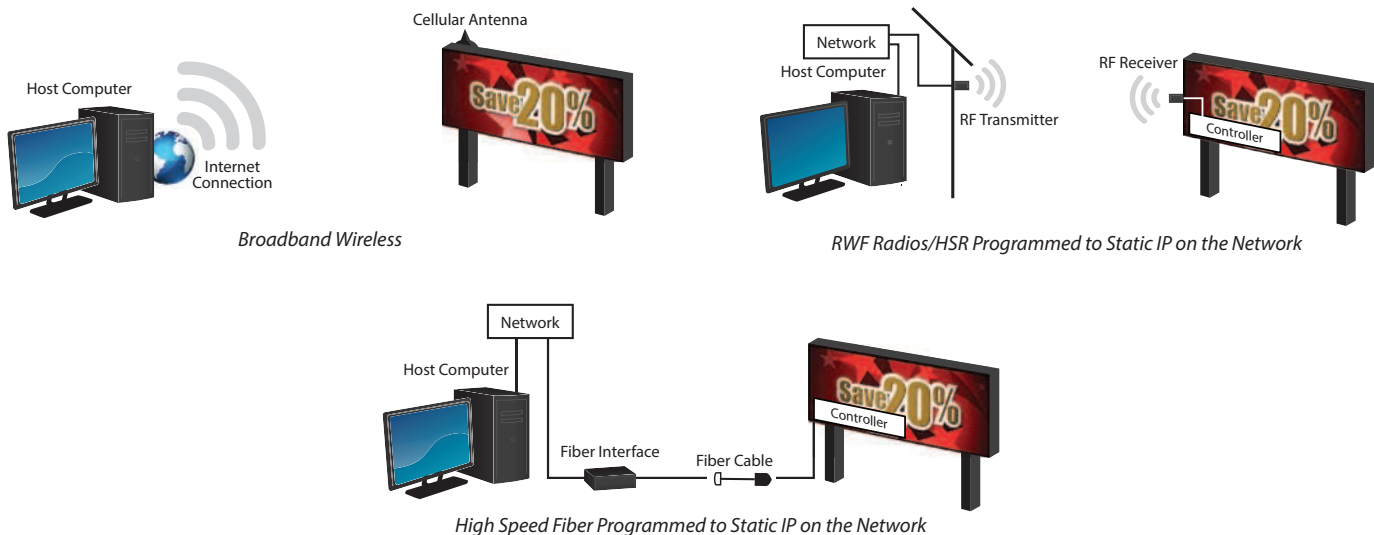 Cellular Antenna
Host Computer
Internet
Connection
Save 20%
Broadband Wireless
Network
Host Computer
RF Transmitter
RF Receiver
Save 20%
Controller
RWF Radios/HSR Programmed to Static IP on the Network
Network
Host Computer
Fiber Interface
Fiber Cable
Save 20%
Controller
High Speed Fiber Programmed to Static IP on the Network